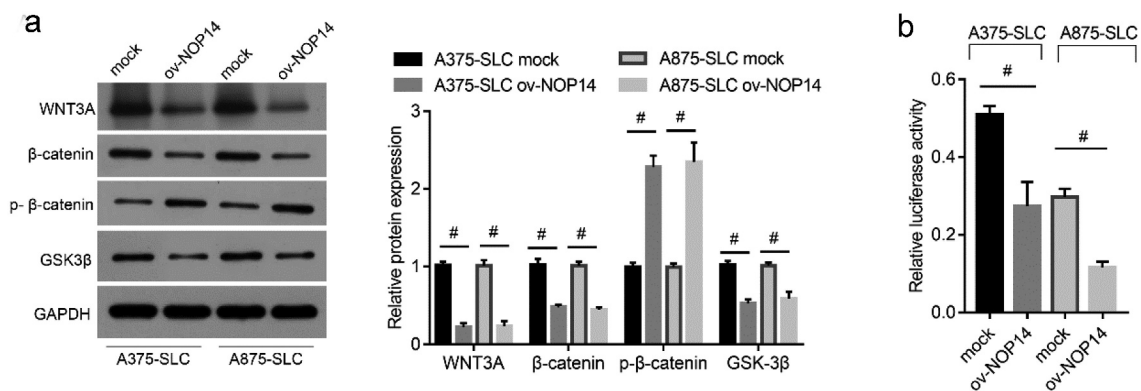 a
mock
ov-NOP14
mock
ov-NOP14
WNT3A
β-catenin
p- β-catenin
GSK3β
GAPDH
A375-SLC A875-SLC
A375-SLC mock
A875-SLC mock
A375-SLC ov-NOP14
A875-SLC ov-NOP14
Relative protein expression
3
2
1
0
# # # # # # # #
WNT3A β-catenin p-β-catenin GSK-3β
b
A375-SLC A875-SLC
Relative luciferase activity
0.6
0.4
0.2
0.0
#
#
mock
ov-NOP14
mock
ov-NOP14